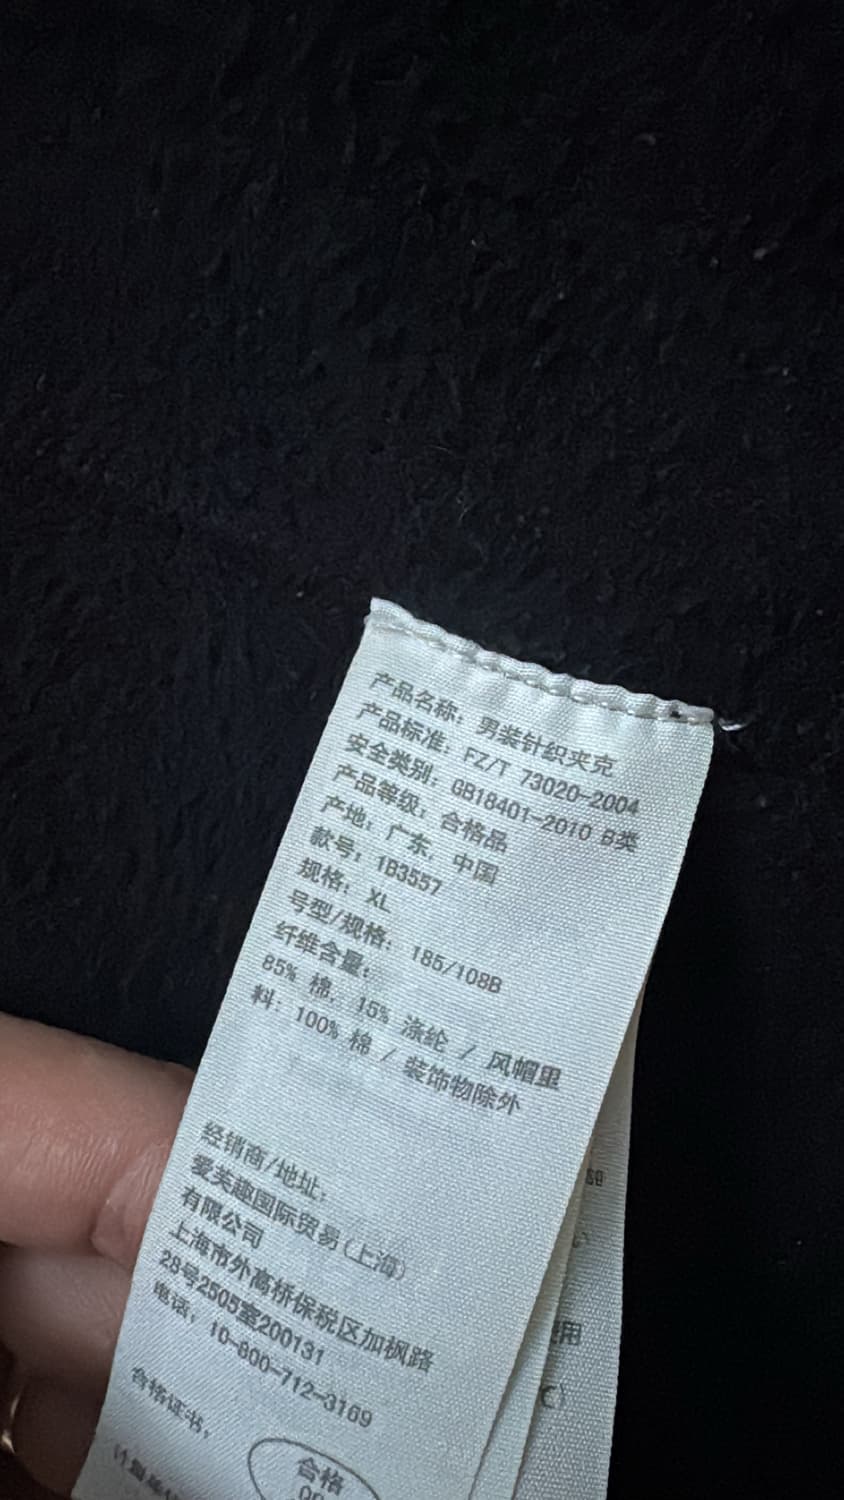 产品名称: 男装针织夹克
产品标准: FZ/T 73020-2004
安全类别: GB18401-2010 B类
产品等级: 合格品
产地: 广东, 中国
款号: 1B3557
规格: XL
号型/规格: 185/108B
纤维含量:
85% 棉, 15% 涤纶 / 风帽里
料: 100% 棉 / 装饰物除外
经销商/地址:
爱芙趣国际贸易(上海)
有限公司
上海市外高桥保税区加枫路
28号2505室200131
电话: 10-800-712-3169
合格证书,
合格
用
℃)